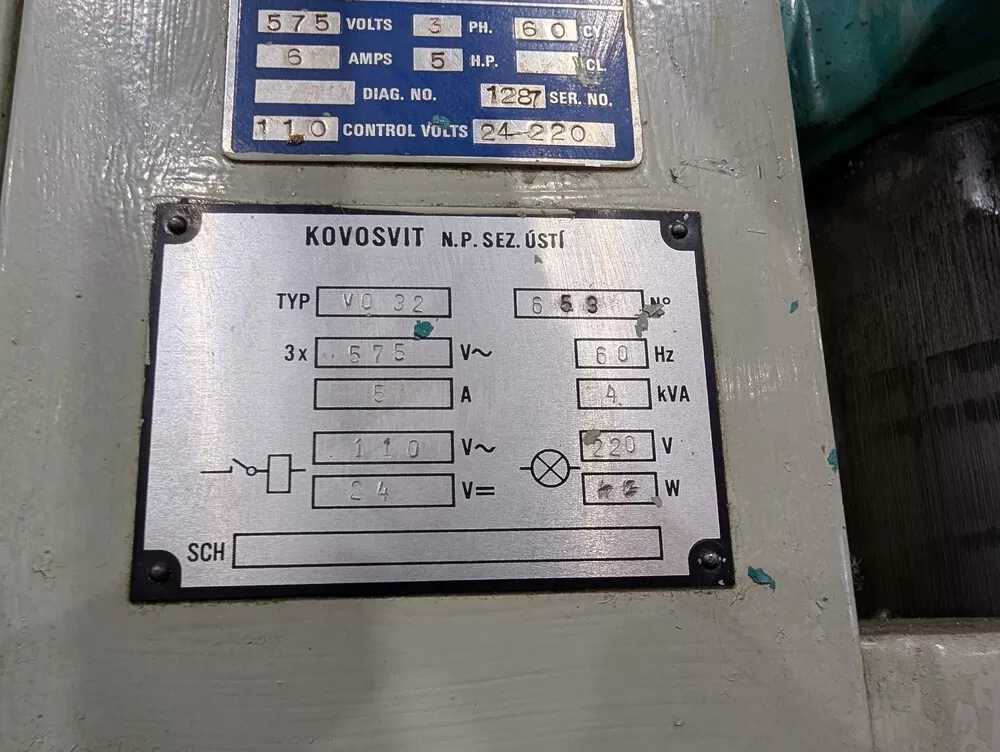 575 VOLTS 3 PH. 60 CY
6 AMPS 5 H.P. CL
DIAG. NO. 1287 SER. NO.
110 CONTROL VOLTS 24-220
KOVOSVIT N.P. SEZ. ÚSTÍ
TYP VO 32 653 Nº
3x 575 V~ 60 Hz
5 A 4 kVA
110 V~ 220 V
24 V= W
SCH